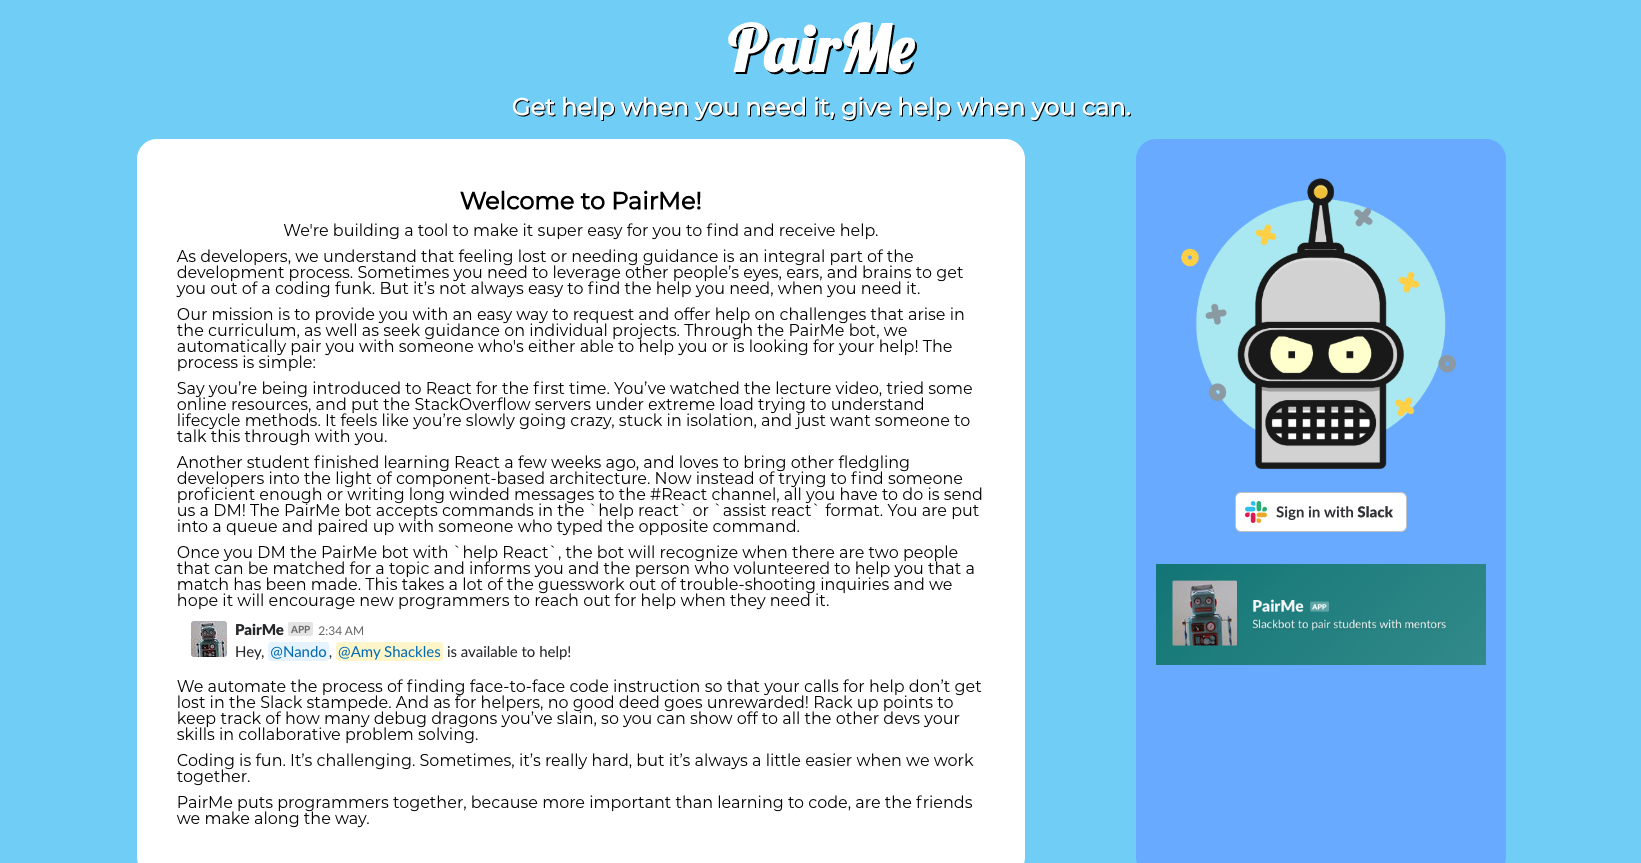 PairMe
Get help when you need it, give help when you can.
Welcome to PairMe!
We're building a tool to make it super easy for you to find and receive help.
As developers, we understand that feeling lost or needing guidance is an integral part of the
development process. Sometimes you need to leverage other people’s eyes, ears, and brains to get
you out of a coding funk. But it’s not always easy to find the help you need, when you need it.
Our mission is to provide you with an easy way to request and offer help on challenges that arise in
the curriculum, as well as seek guidance on individual projects. Through the PairMe bot, we
automatically pair you with someone who's either able to help you or is looking for your help! The
process is simple:
Say you’re being introduced to React for the first time. You’ve watched the lecture video, tried some
online resources, and put the StackOverflow servers under extreme load trying to understand
lifecycle methods. It feels like you’re slowly going crazy, stuck in isolation, and just want someone to
talk this through with you.
Another student finished learning React a few weeks ago, and loves to bring other fledgling
developers into the light of component-based architecture. Now instead of trying to find someone
proficient enough or writing long winded messages to the #React channel, all you have to do is send
us a DM! The PairMe bot accepts commands in the `help react` or `assist react` format. You are put
into a queue and paired up with someone who typed the opposite command.
Once you DM the PairMe bot with `help React`, the bot will recognize when there are two people
that can be matched for a topic and informs you and the person who volunteered to help you that a
match has been made. This takes a lot of the guesswork out of trouble-shooting inquiries and we
hope it will encourage new programmers to reach out for help when they need it.
PairMe APP 2:34 AM
Hey, @Nando, @Amy Shackles is available to help!
We automate the process of finding face-to-face code instruction so that your calls for help don’t get
lost in the Slack stampede. And as for helpers, no good deed goes unrewarded! Rack up points to
keep track of how many debug dragons you’ve slain, so you can show off to all the other devs your
skills in collaborative problem solving.
Coding is fun. It’s challenging. Sometimes, it’s really hard, but it’s always a little easier when we work
together.
PairMe puts programmers together, because more important than learning to code, are the friends
we make along the way.
Sign in with Slack
PairMe APP
Slackbot to pair students with mentors